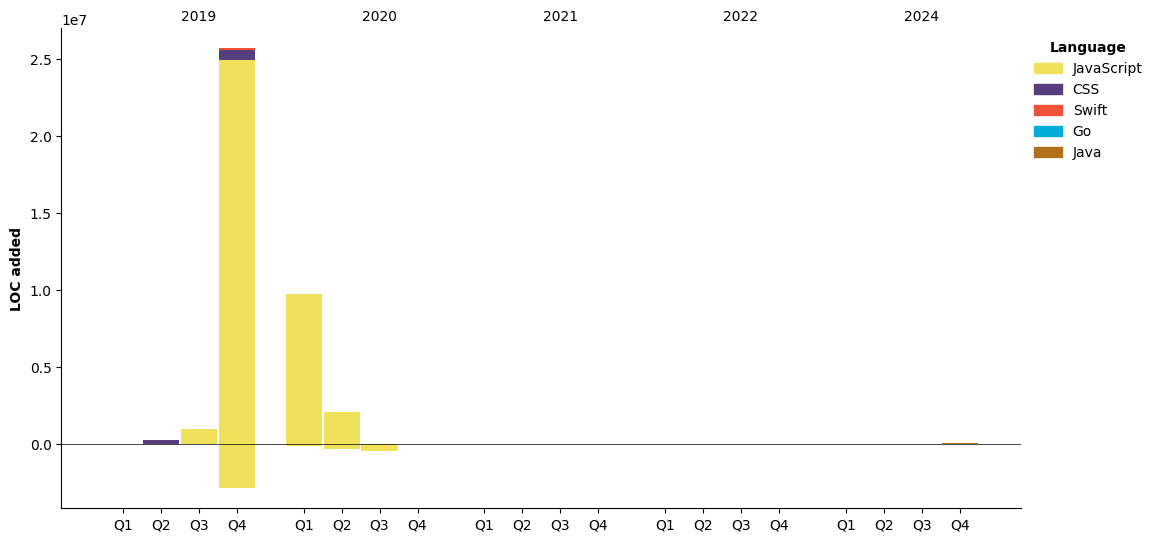 2019 2020 2021 2022 2024
1e7
LOC added
2.5
2.0
1.5
1.0
0.5
0.0
Q1 Q2 Q3 Q4 Q1 Q2 Q3 Q4 Q1 Q2 Q3 Q4 Q1 Q2 Q3 Q4 Q1 Q2 Q3 Q4
Language
JavaScript
CSS
Swift
Go
Java